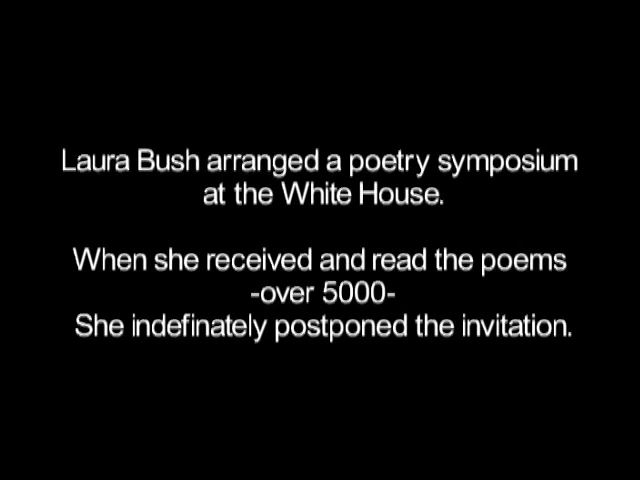 Laura Bush arranged a poetry symposium
at the White House.
When she received and read the poems
-over 5000-
She indefinately postponed the invitation.